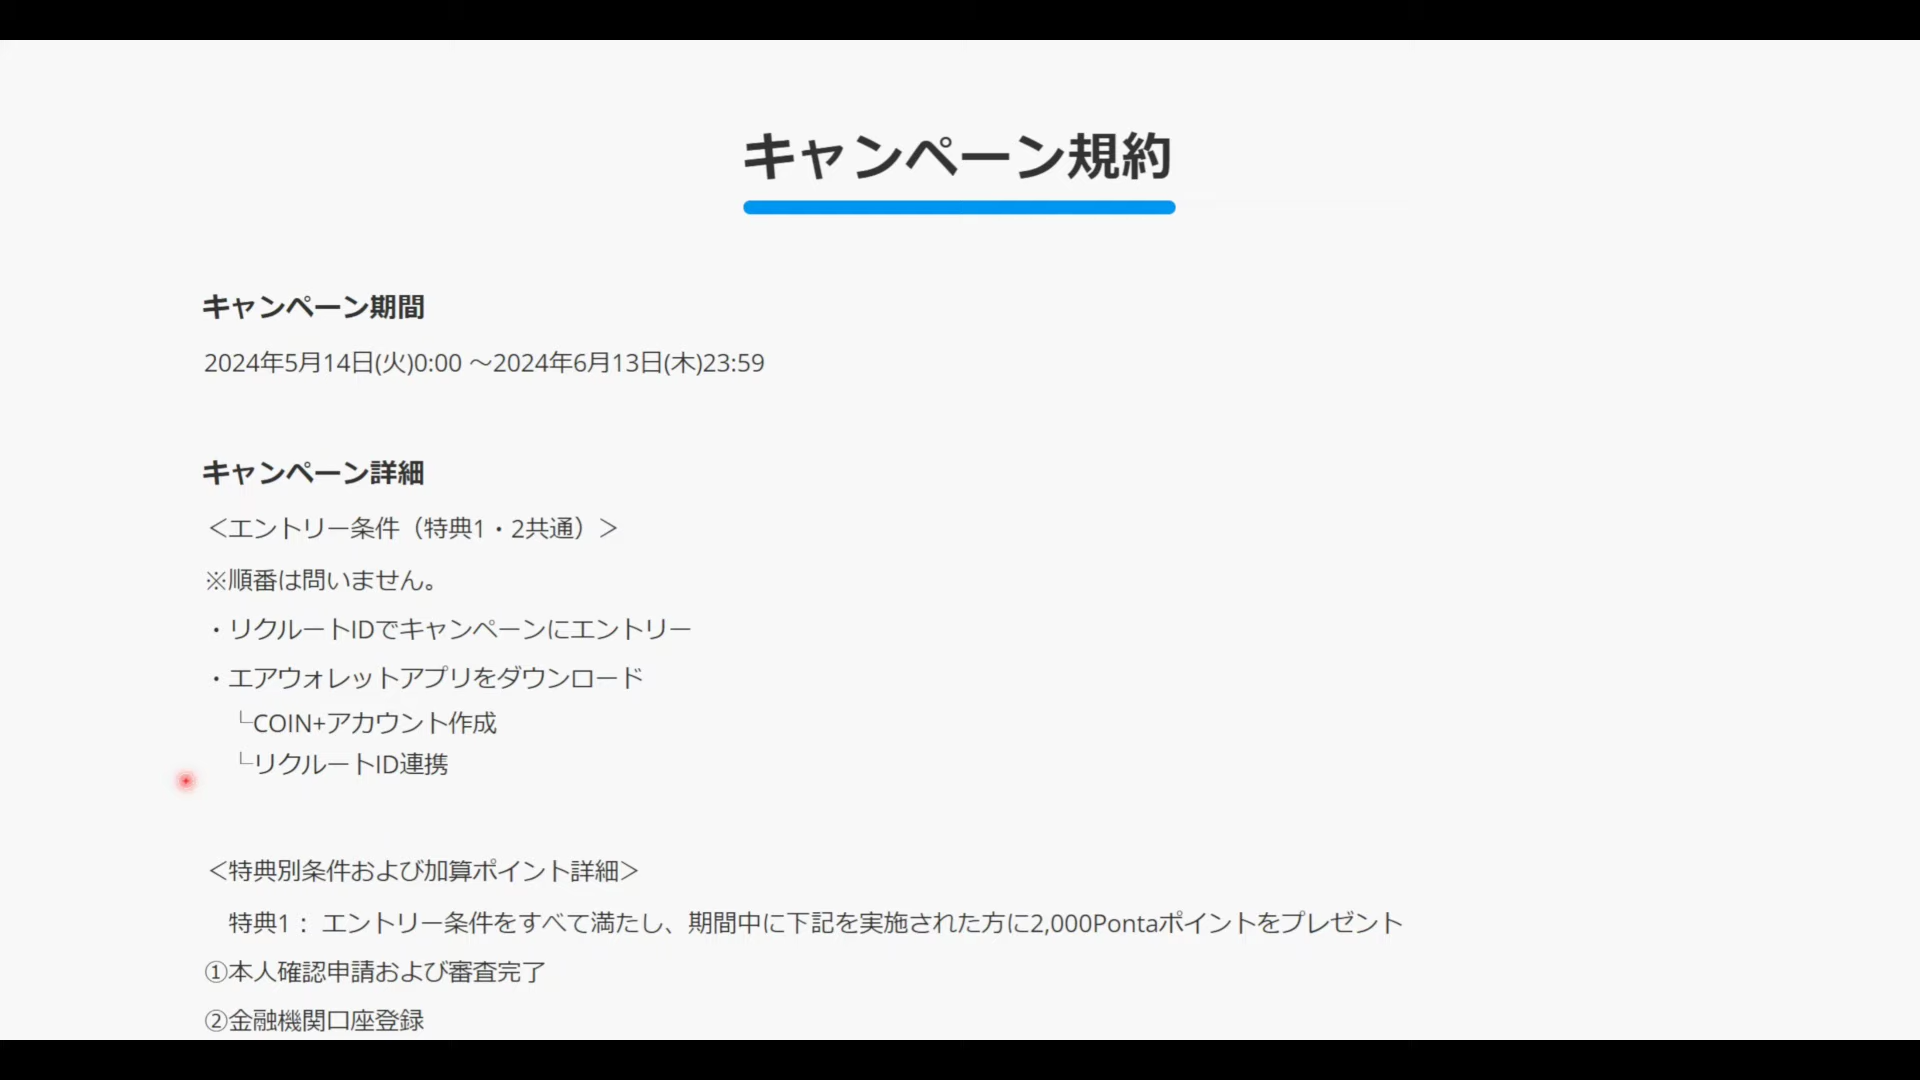 キャンペーン規約
キャンペーン期間
2024年5月14日(火)0:00 ～2024年6月13日(木)23:59
キャンペーン詳細
＜エントリー条件（特典1・2共通）＞
※順番は問いません。
・リクルートIDでキャンペーンにエントリー
・エアウォレットアプリをダウンロード
└COIN+アカウント作成
└リクルートID連携
＜特典別条件および加算ポイント詳細＞
特典1： エントリー条件をすべて満たし、期間中に下記を実施された方に2,000Pontaポイントをプレゼント
①本人確認申請および審査完了
②金融機関口座登録